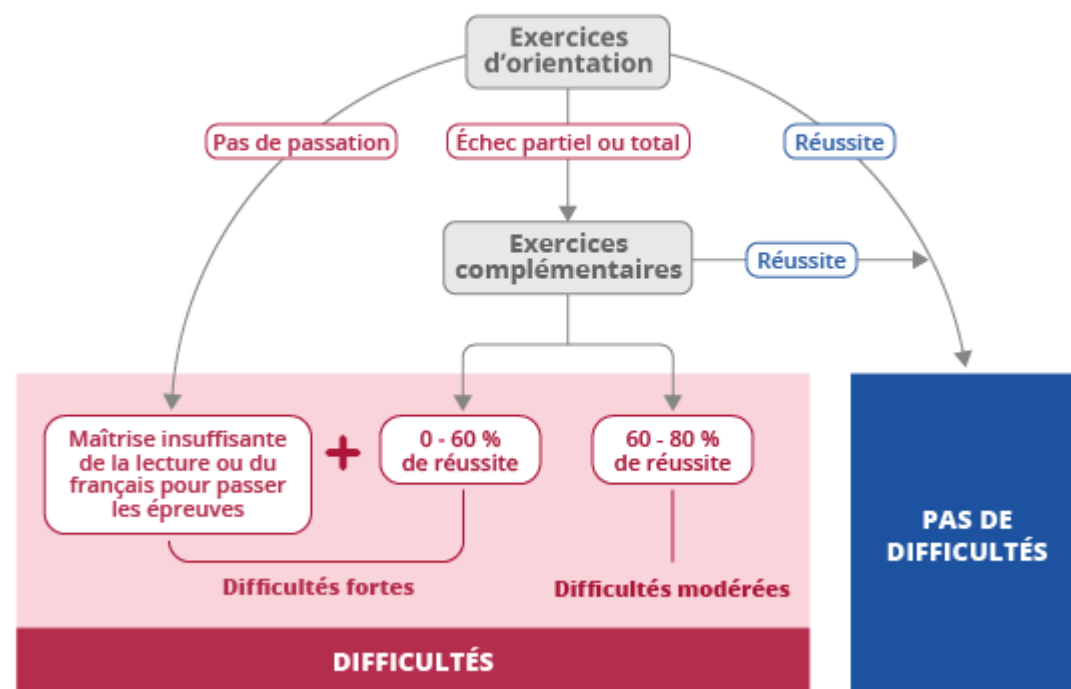 Exercices
d'orientation
Pas de passation
Échec partiel ou total
Réussite
Exercices
complémentaires
Réussite
Maîtrise insuffisante
de la lecture ou du
français pour passer
les épreuves
+
0 - 60 %
de réussite
60 - 80 %
de réussite
Difficultés fortes
Difficultés modérées
DIFFICULTÉS
PAS DE
DIFFICULTÉS